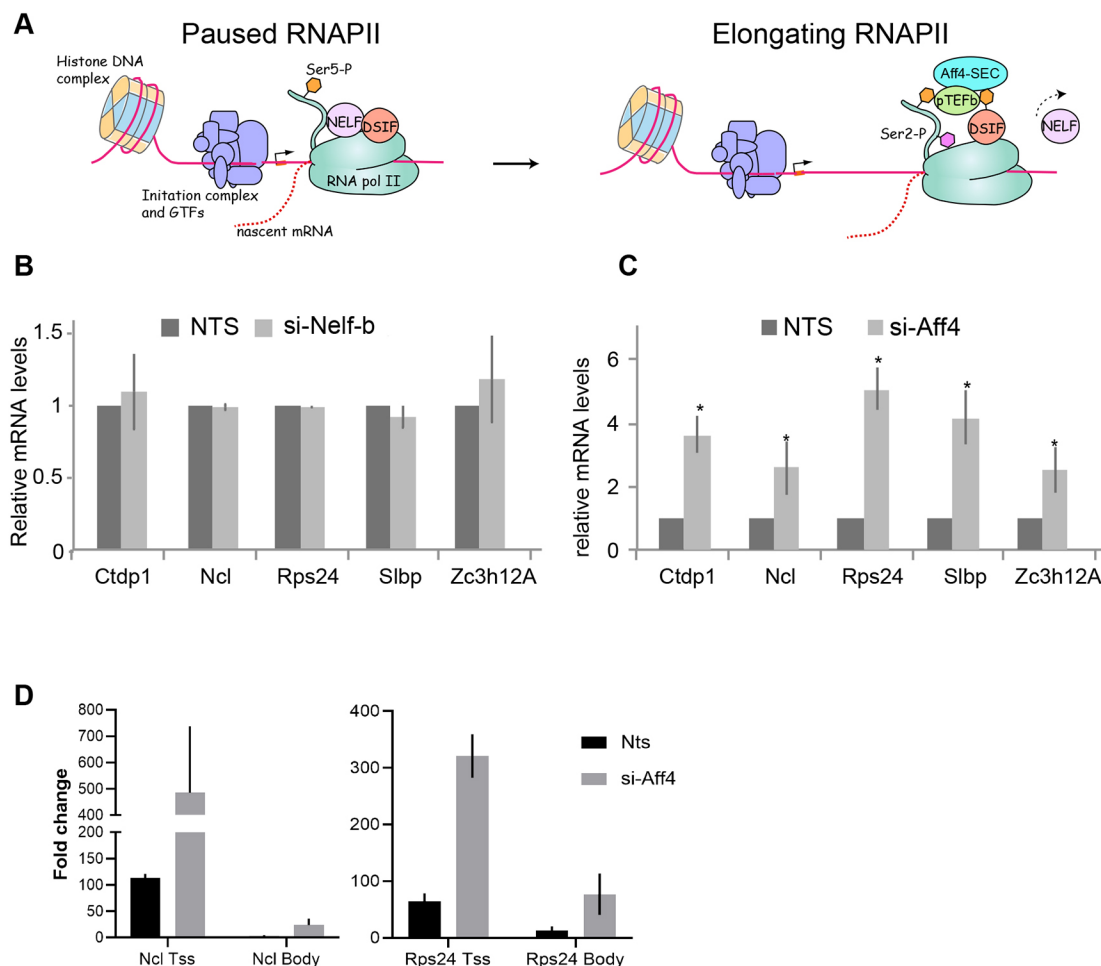 A
Paused RNAPII
Elongating RNAPII
Histone DNA
complex
Ser5-P
NELF
DSIF
RNA pol II
Initation complex
and GTFs
nascent mRNA
Aff4-SEC
pTEFb
Ser2-P
DSIF
NELF
B
NTS
si-Nelf-b
Relative mRNA levels
1.5
1
0.5
0
Ctdp1
Ncl
Rps24
Slbp
Zc3h12A
C
NTS
si-Aff4
relative mRNA levels
6
4
2
0
*
*
*
*
*
Ctdp1
Ncl
Rps24
Slbp
Zc3h12A
D
Fold change
800
700
600
500
400
200
150
100
50
0
Ncl Tss
Ncl Body
400
300
200
100
0
Rps24 Tss
Rps24 Body
Nts
si-Aff4